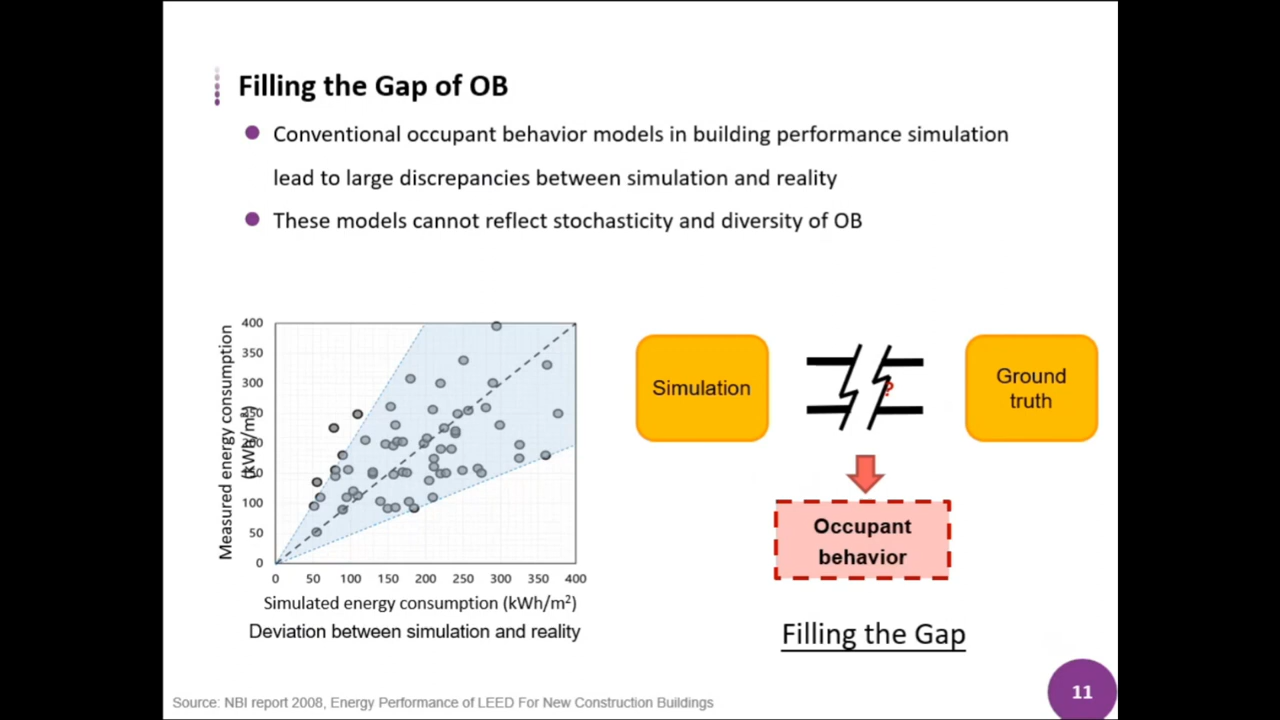 Filling the Gap of OB
Conventional occupant behavior models in building performance simulation
lead to large discrepancies between simulation and reality
These models cannot reflect stochasticity and diversity of OB
Measured energy consumption
(kWh/m²)
400
350
300
250
200
150
100
50
0
0 50 100 150 200 250 300 350 400
Simulated energy consumption (kWh/m²)
Deviation between simulation and reality
Simulation
?
Ground
truth
Occupant
behavior
Filling the Gap
Source: NBI report 2008, Energy Performance of LEED For New Construction Buildings
11